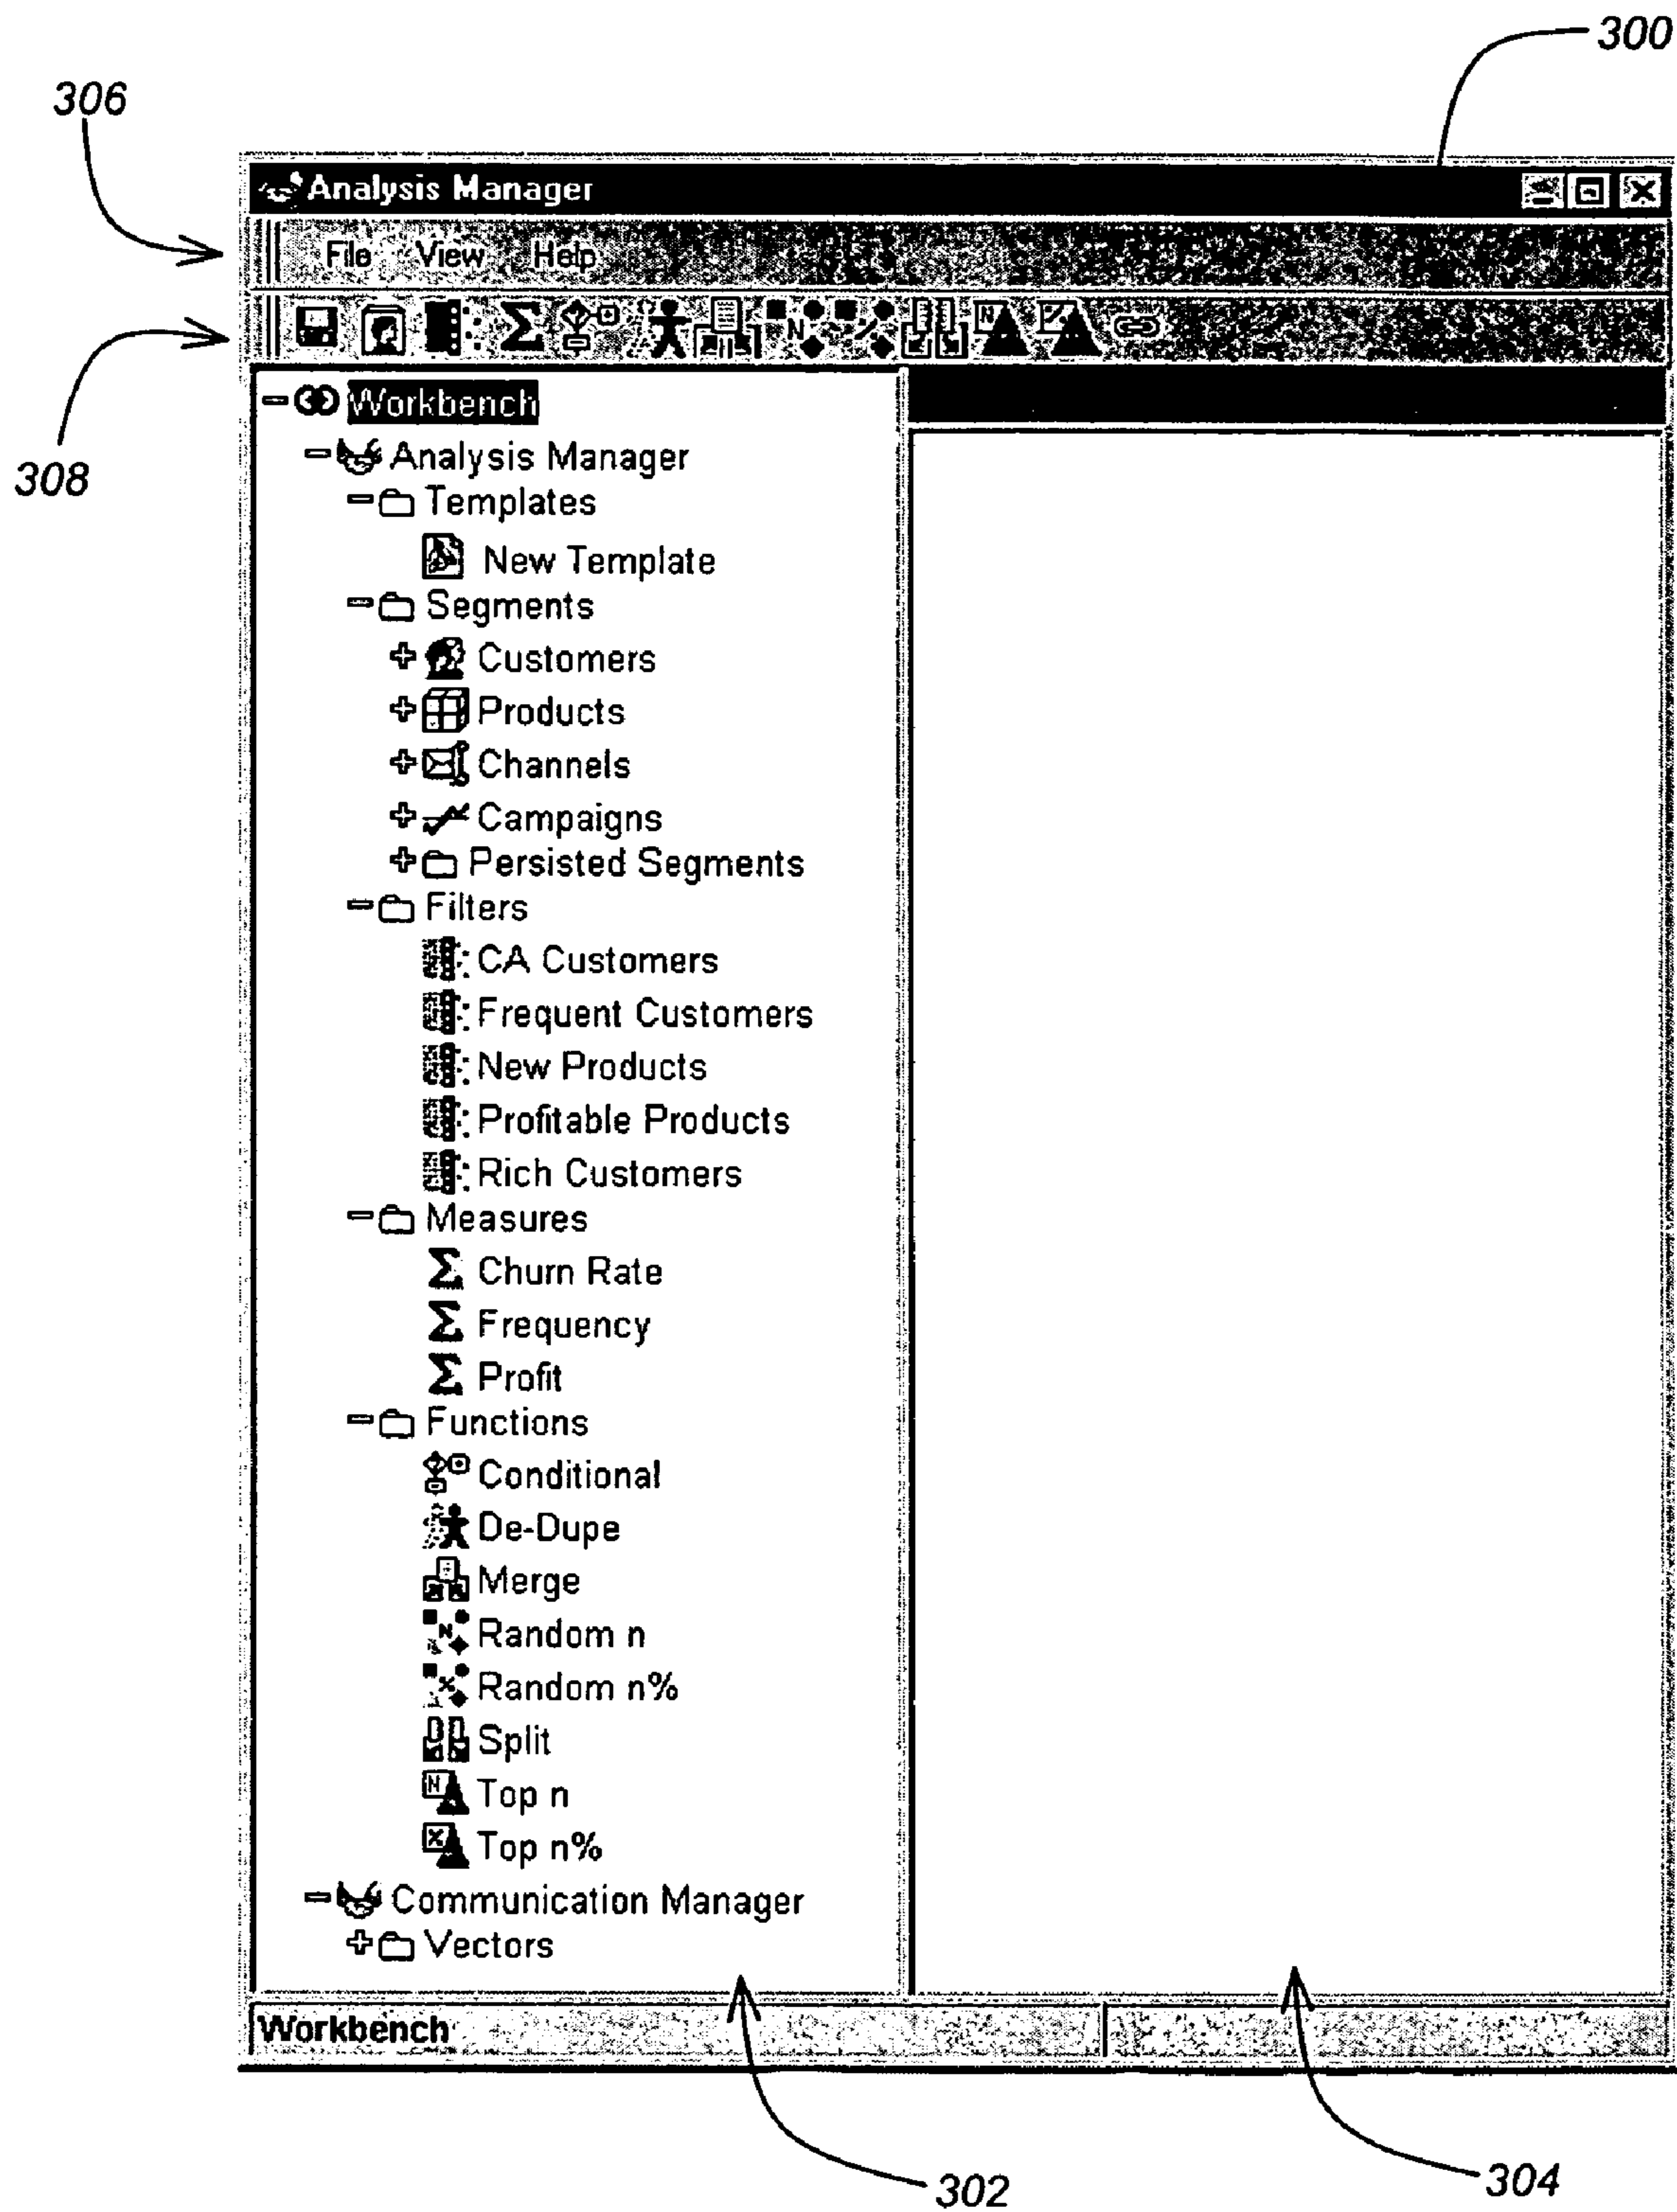 300
306
Analysis Manager
File View Help
308
Workbench
Analysis Manager
Templates
New Template
Segments
Customers
Products
Channels
Campaigns
Persisted Segments
Filters
CA Customers
Frequent Customers
New Products
Profitable Products
Rich Customers
Measures
Σ Churn Rate
Σ Frequency
Σ Profit
Functions
Conditional
De-Dupe
Merge
Random n
Random n%
Split
Top n
Top n%
Communication Manager
Vectors
Workbench
302
304